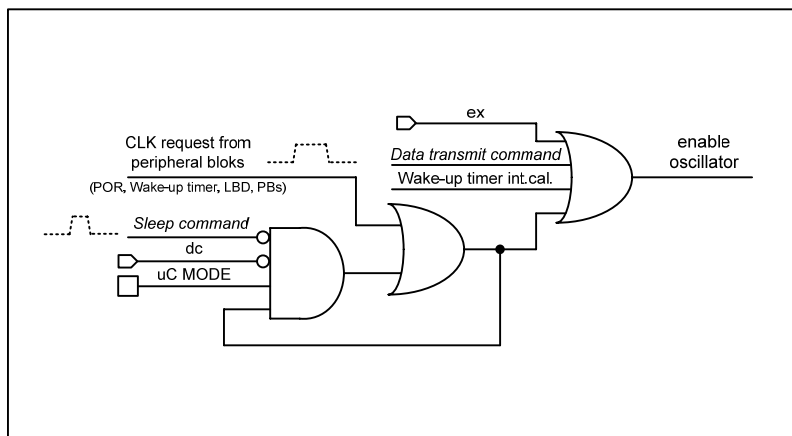 ex
CLK request from
peripheral bloks
(POR, Wake-up timer, LBD, PBs)
Data transmit command
Wake-up timer int.cal.
enable
oscillator
Sleep command
dc
uC MODE